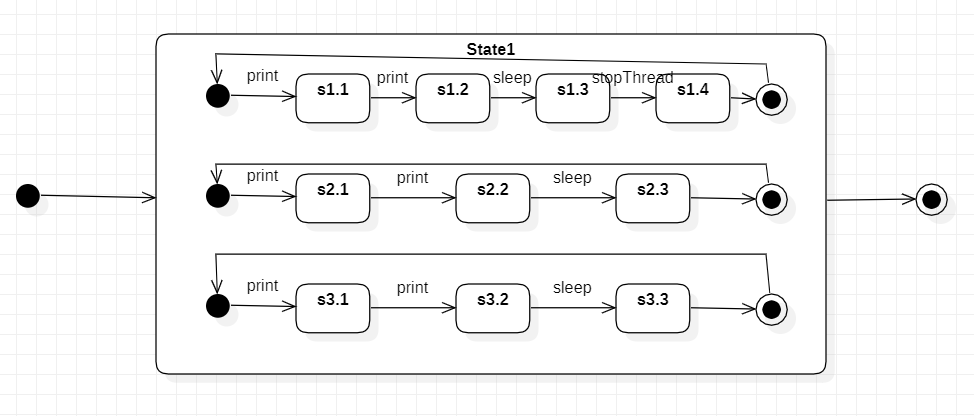 State1
print
print
sleep
stopThread
s1.1
s1.2
s1.3
s1.4
print
print
sleep
s2.1
s2.2
s2.3
print
print
sleep
s3.1
s3.2
s3.3